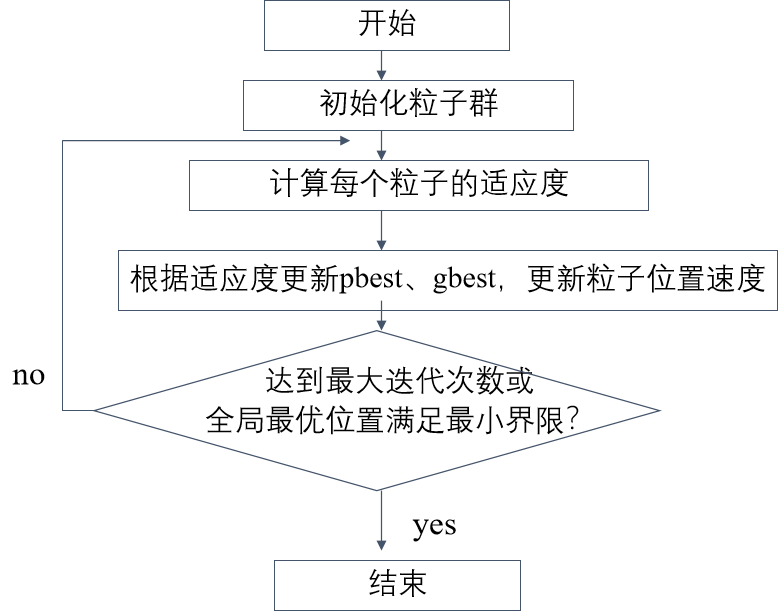 开始
初始化粒子群
计算每个粒子的适应度
根据适应度更新pbest、gbest，更新粒子位置速度
达到最大迭代次数或
全局最优位置满足最小界限？
no
yes
结束